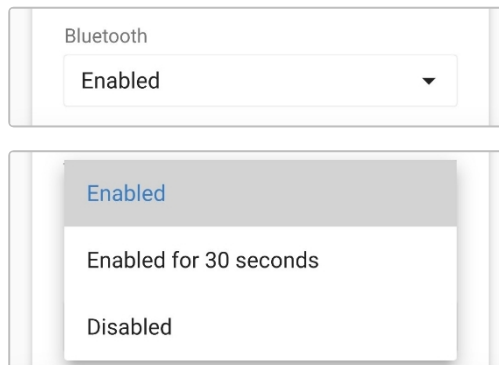 Bluetooth
Enabled
Enabled
Enabled for 30 seconds
Disabled